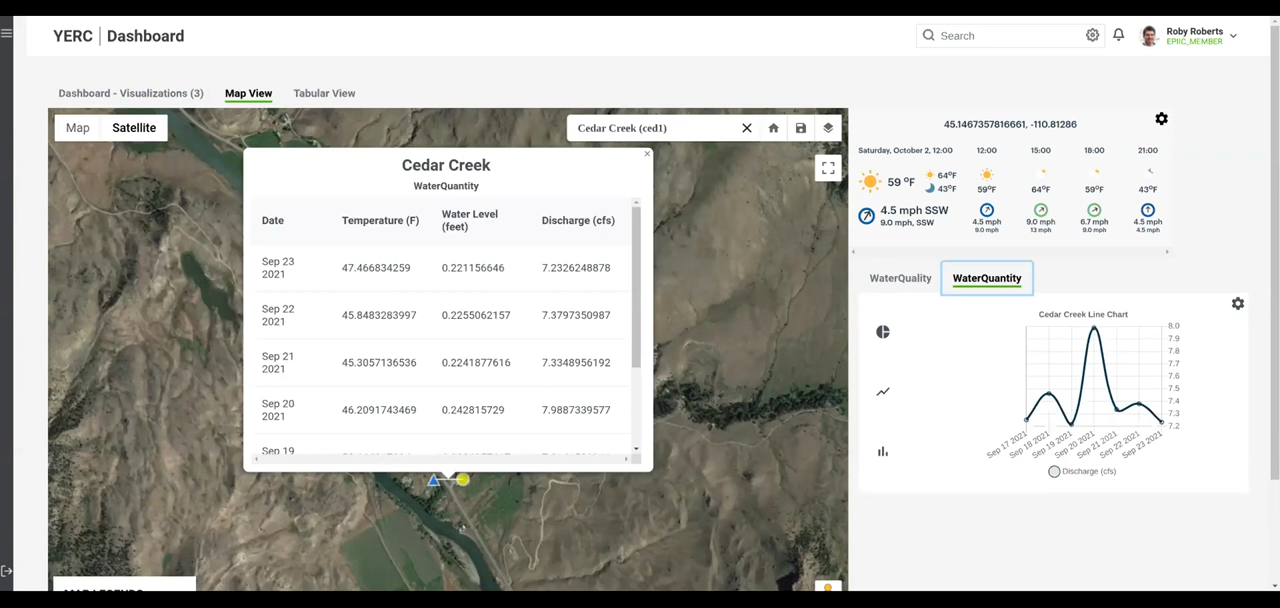 YERC | Dashboard
Search
Roby Roberts
EPIIC_MEMBER
Dashboard - Visualizations (3)
Map View
Tabular View
Map
Satellite
Cedar Creek (ced1)
Cedar Creek
WaterQuantity
Date Temperature (F) Water Level (feet) Discharge (cfs)
Sep 23 2021 47.466834259 0.221156646 7.2326248878
Sep 22 2021 45.8483283997 0.2255062157 7.3797350987
Sep 21 2021 45.3057136536 0.2241877616 7.3348956192
Sep 20 2021 46.2091743469 0.242815729 7.9887339577
Sep 19
45.1467357816661, -110.81286
Saturday, October 2, 12:00 12:00 15:00 18:00 21:00
59 ºF 64ºF 43ºF 59ºF 64ºF 59ºF 43ºF
4.5 mph SSW 4.5 mph 9.0 mph 6.7 mph 4.5 mph
9.0 mph, SSW 9.0 mph 13 mph 9.0 mph 4.5 mph
WaterQuality
WaterQuantity
Cedar Creek Line Chart
8.0
7.9
7.8
7.7
7.6
7.5
7.4
7.3
7.2
Sep 17 2021
Sep 18 2021
Sep 19 2021
Sep 20 2021
Sep 21 2021
Sep 22 2021
Sep 23 2021
Discharge (cfs)